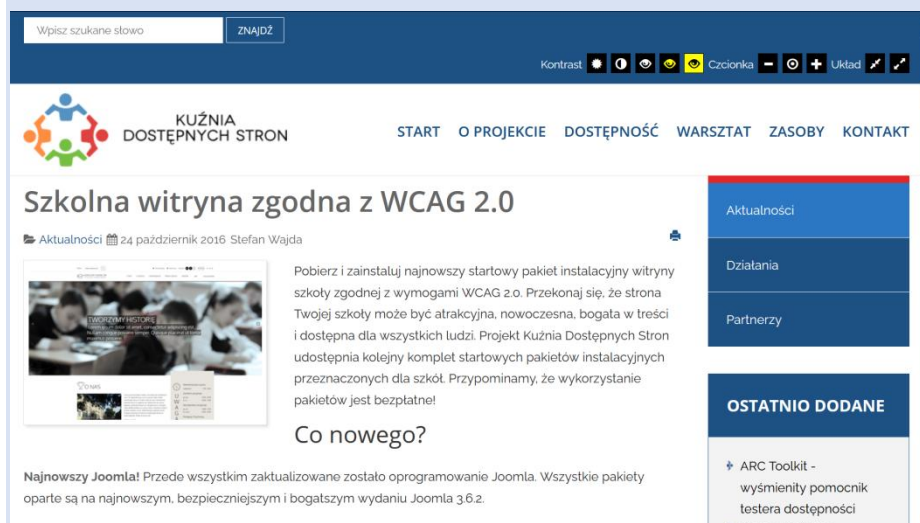 Wpisz szukane słowo
ZNAJDŹ
Kontrast Czcionka Układ
KUŹNIA
DOSTĘPNYCH STRON
START O PROJEKCIE DOSTĘPNOŚĆ WARSZTAT ZASOBY KONTAKT
Szkolna witryna zgodna z WCAG 2.0
Aktualności 24 październik 2016 Stefan Wajda
TWORZYMY HISTORIĘ
O NAS
UWAGA
Pobierz i zainstaluj najnowszy startowy pakiet instalacyjny witryny
szkoły zgodnej z wymogami WCAG 2.0. Przekonaj się, że strona
Twojej szkoły może być atrakcyjna, nowoczesna, bogata w treści
i dostępna dla wszystkich ludzi. Projekt Kuźnia Dostępnych Stron
udostępnia kolejny komplet startowych pakietów instalacyjnych
przeznaczonych dla szkół. Przypominamy, że wykorzystanie
pakietów jest bezpłatne!
Co nowego?
Najnowszy Joomla! Przede wszystkim zaktualizowane zostało oprogramowanie Joomla. Wszystkie pakiety
oparte są na najnowszym, bezpieczniejszym i bogatszym wydaniu Joomla 3.6.2.
Aktualności
Działania
Partnerzy
OSTATNIO DODANE
ARC Toolkit -
wyśmienity pomocnik
testera dostępności